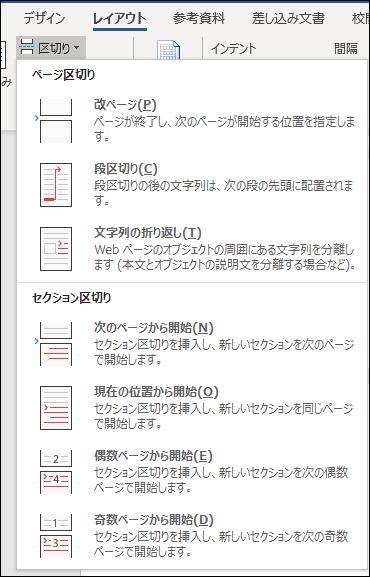 デザイン レイアウト 参考資料 差し込み文書 校
区切り インデント 間隔
み
ページ区切り
改ページ(P)
ページが終了し、次のページが開始する位置を指定しま
す。
段区切り(C)
段区切りの後の文字列は、次の段の先頭に配置されま
す。
文字列の折り返し(T)
Web ページのオブジェクトの周囲にある文字列を分離し
ます (本文とオブジェクトの説明文を分離する場合など)。
セクション区切り
次のページから開始(N)
セクション区切りを挿入し、新しいセクションを次のページ
で開始します。
現在の位置から開始(O)
セクション区切りを挿入し、新しいセクションを同じページ
で開始します。
偶数ページから開始(E)
セクション区切りを挿入し、新しいセクションを次の偶数
ページで開始します。
2
4
奇数ページから開始(D)
セクション区切りを挿入し、新しいセクションを次の奇数
ページで開始します。
1
3